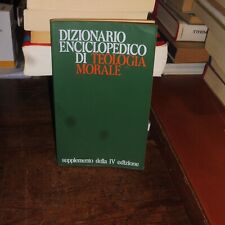 DIZIONARIO
ENCICLOPEDICO
DI TEOLOGIA
MORALE
supplemento della IV edizione